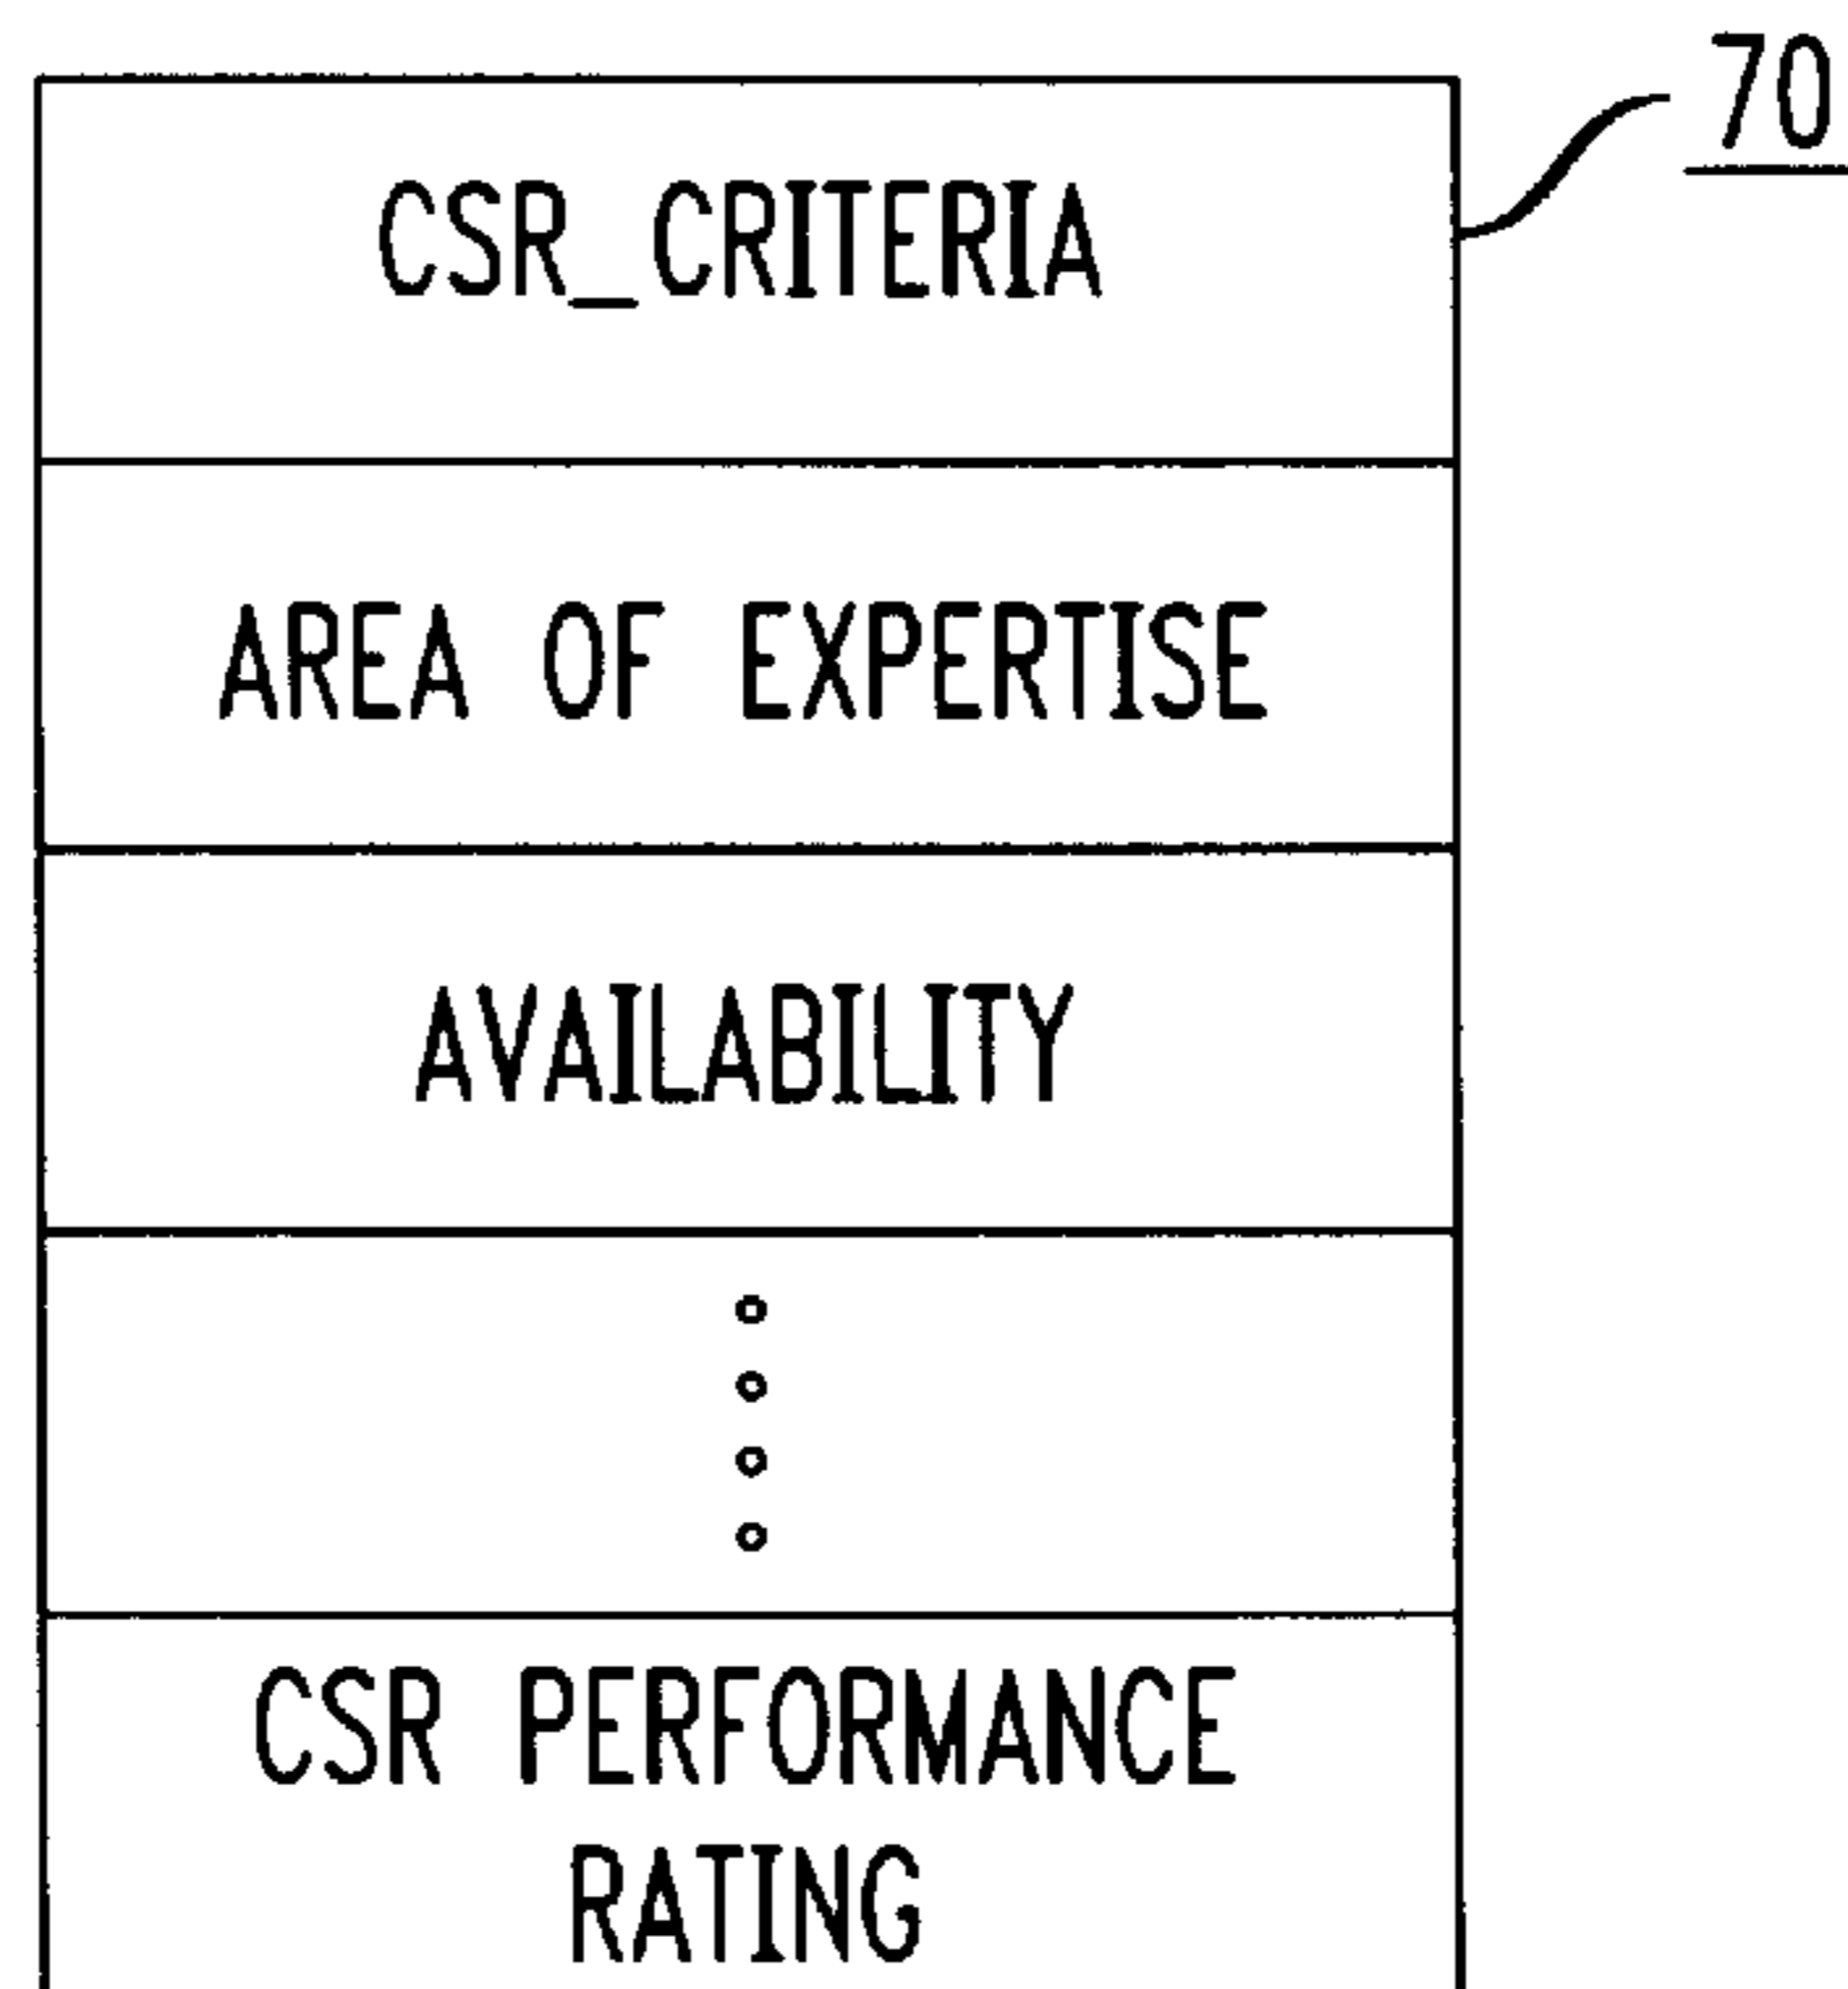 70
CSR_CRITERIA
AREA OF EXPERTISE
AVAILABILITY
CSR PERFORMANCE
RATING